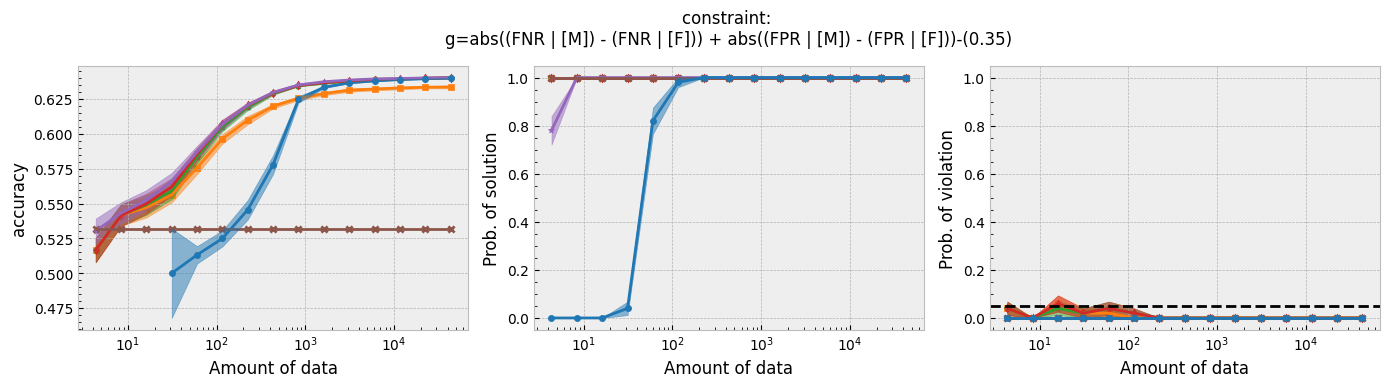 constraint:
g=abs((FNR | [M]) - (FNR | [F])) + abs((FPR | [M]) - (FPR | [F]))-(0.35)
accuracy
0.625
0.600
0.575
0.550
0.525
0.500
0.475
10¹ 10² 10³ 10⁴
Amount of data
Prob. of solution
1.0
0.8
0.6
0.4
0.2
0.0
10¹ 10² 10³ 10⁴
Amount of data
Prob. of violation
1.0
0.8
0.6
0.4
0.2
0.0
10¹ 10² 10³ 10⁴
Amount of data